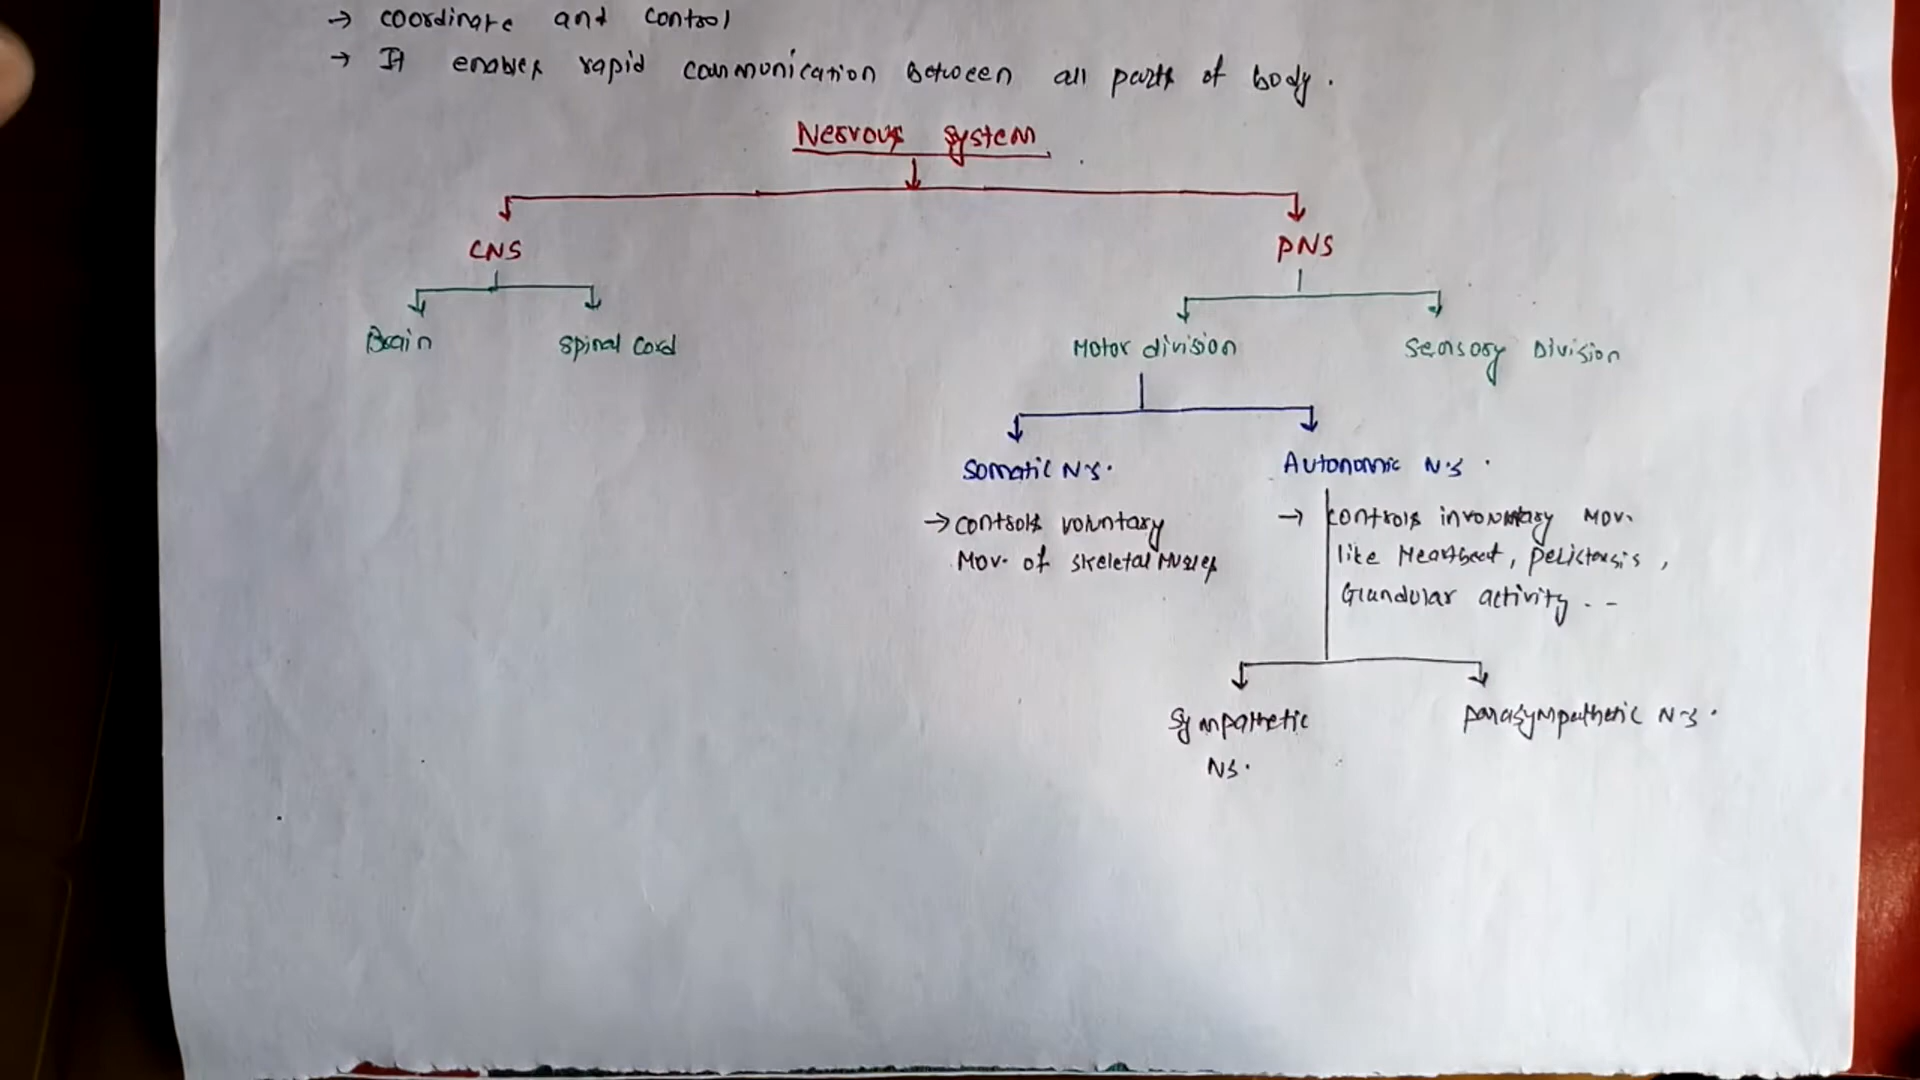 → coordinate and control
→ It enables rapid communication Between all parts of body.
Nervous system
CNS
PNS
Brain
Spinal Cord
Motor division
Sensory Division
Somatic N.S.
Autonomic N.S.
→ controls voluntary
Mov. of skeletal Muscles
→ controls involuntary Mov.
like Heartbeat, peristalsis,
Glandular activity . . -
Sympathetic
NS.
parasympathetic N.S.